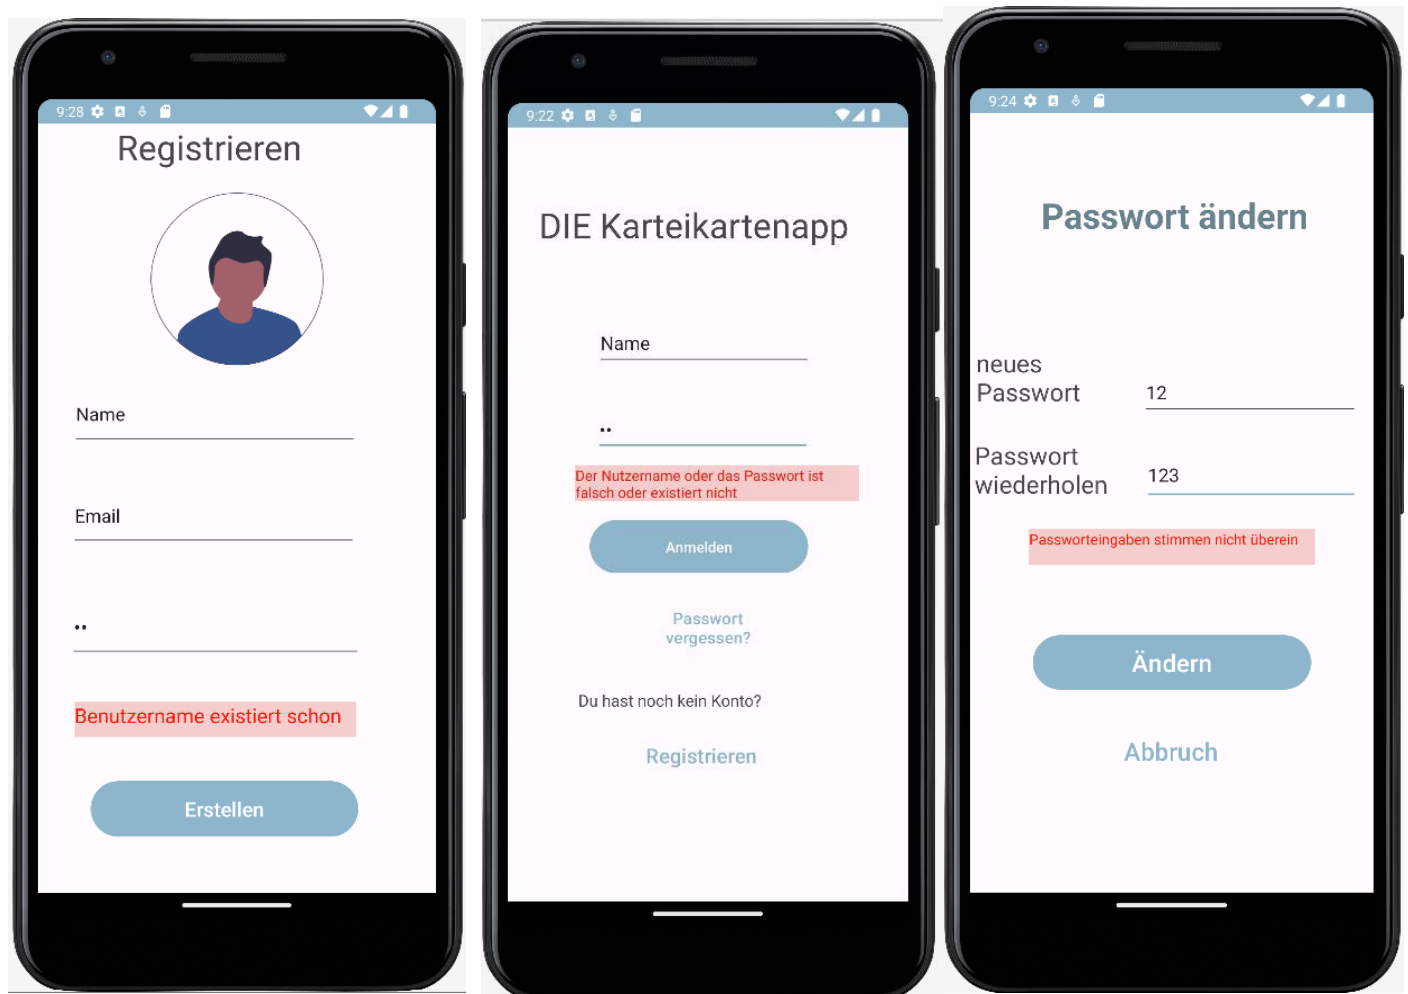 9:28
Registrieren
Name
Email
••
Benutzername existiert schon
Erstellen
9:22
DIE Karteikartenapp
Name
••
Der Nutzername oder das Passwort ist
falsch oder existiert nicht
Anmelden
Passwort
vergessen?
Du hast noch kein Konto?
Registrieren
9:24
Passwort ändern
neues
Passwort
12
Passwort
wiederholen
123
Passworteingaben stimmen nicht überein
Ändern
Abbruch